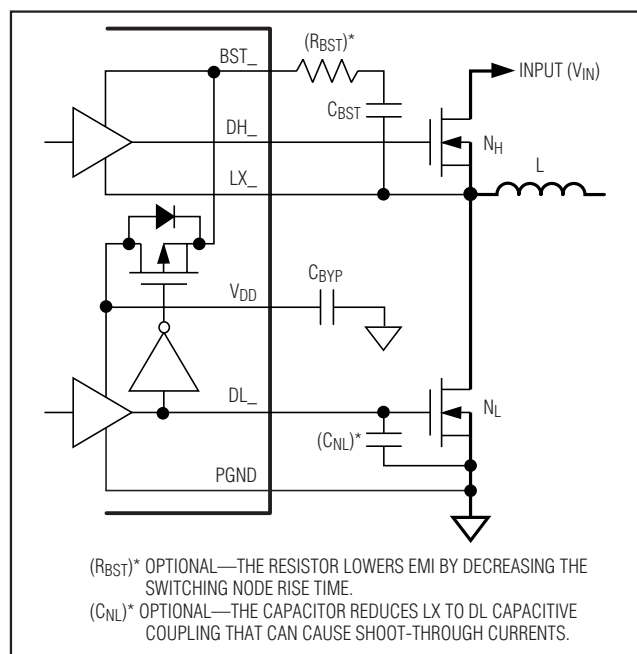 BST_
(RBST)*
INPUT (VIN)
CBST
DH_
NH
L
LX_
CBYP
VDD
DL_
NL
(CNL)*
PGND
(RBST)* OPTIONAL—THE RESISTOR LOWERS EMI BY DECREASING THE
SWITCHING NODE RISE TIME.
(CNL)* OPTIONAL—THE CAPACITOR REDUCES LX TO DL CAPACITIVE
COUPLING THAT CAN CAUSE SHOOT-THROUGH CURRENTS.